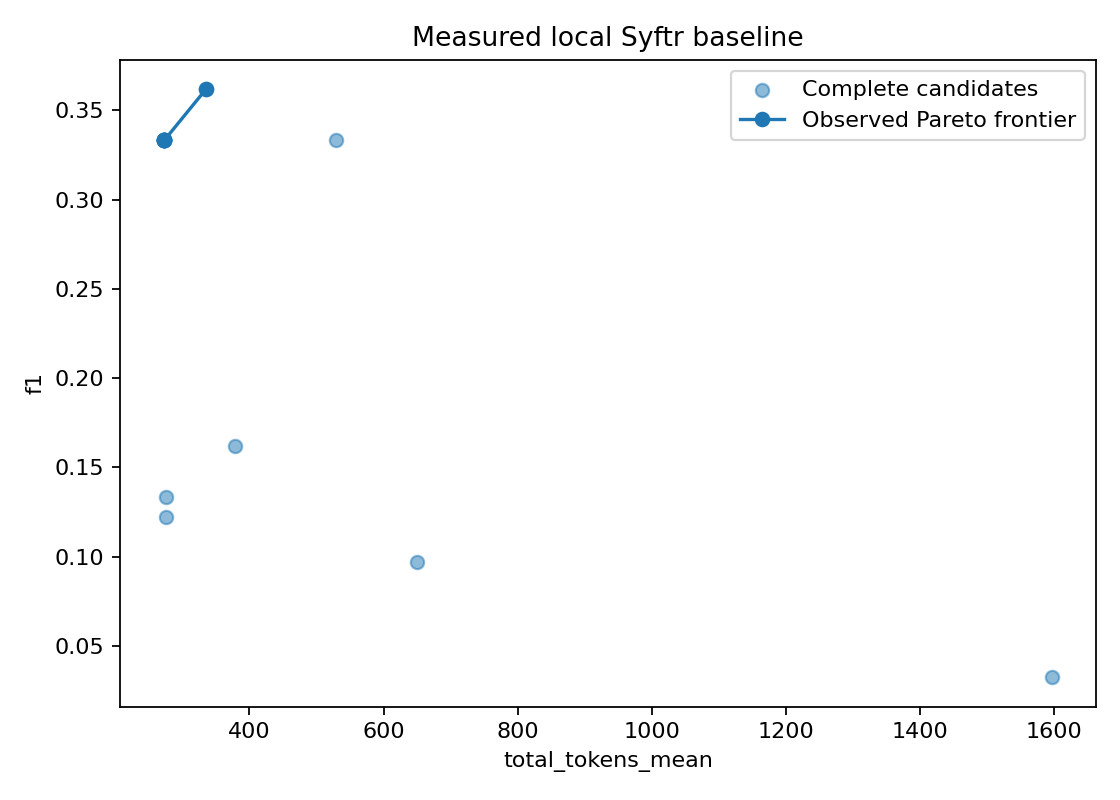 Measured local Syftr baseline
Complete candidates
Observed Pareto frontier
f1
0.35
0.30
0.25
0.20
0.15
0.10
0.05
400 600 800 1000 1200 1400 1600
total_tokens_mean